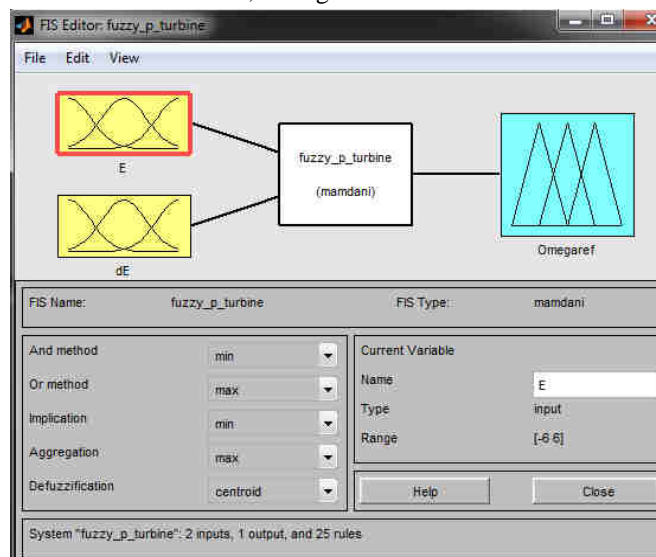 FIS Editor: fuzzy_p_turbine
File Edit View
E
dE
fuzzy_p_turbine
(mamdani)
Omegaref
FIS Name: fuzzy_p_turbine FIS Type: mamdani
And method min
Or method max
Implication min
Aggregation max
Defuzzification centroid
Current Variable
Name E
Type input
Range [-6 6]
Help Close
System "fuzzy_p_turbine": 2 inputs, 1 output, and 25 rules